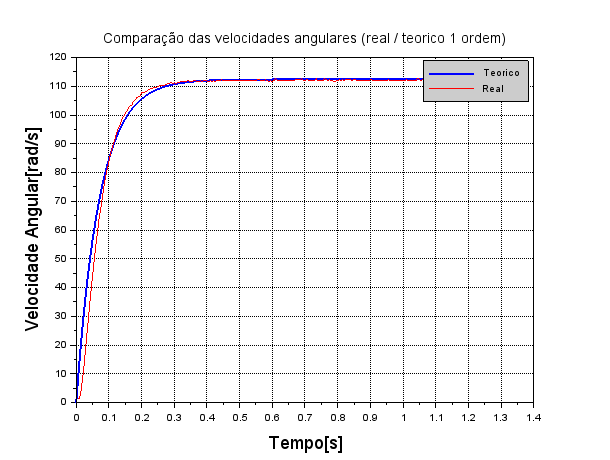 Comparação das velocidades angulares (real / teorico 1 ordem)
120
110
100
90
80
70
60
50
40
30
20
10
0
Velocidade Angular[rad/s]
Teorico
Real
0 0.1 0.2 0.3 0.4 0.5 0.6 0.7 0.8 0.9 1 1.1 1.2 1.3 1.4
Tempo[s]